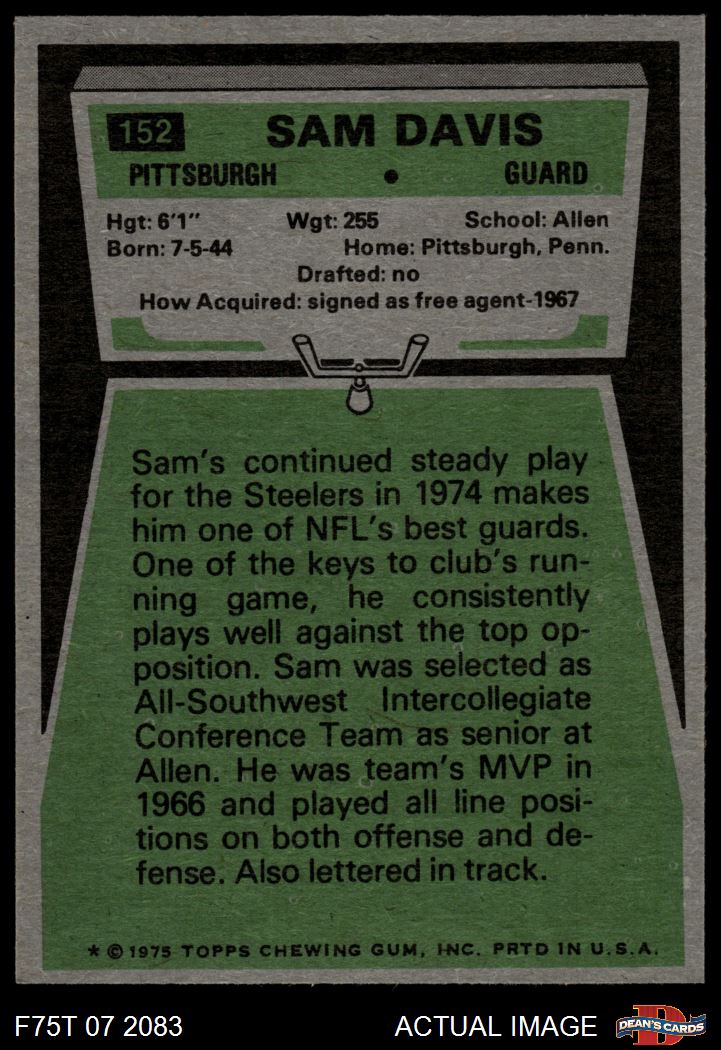 152 SAM DAVIS
PITTSBURGH • GUARD
Hgt: 6'1" Wgt: 255 School: Allen
Born: 7-5-44 Home: Pittsburgh, Penn.
Drafted: no
How Acquired: signed as free agent-1967
Sam's continued steady play
for the Steelers in 1974 makes
him one of NFL's best guards.
One of the keys to club's run-
ning game, he consistently
plays well against the top op-
position. Sam was selected as
All-Southwest Intercollegiate
Conference Team as senior at
Allen. He was team's MVP in
1966 and played all line posi-
tions on both offense and de-
fense. Also lettered in track.
* © 1975 TOPPS CHEWING GUM, INC. PRTD IN U.S.A.
F75T 07 2083 ACTUAL IMAGE DEAN'S CARDS